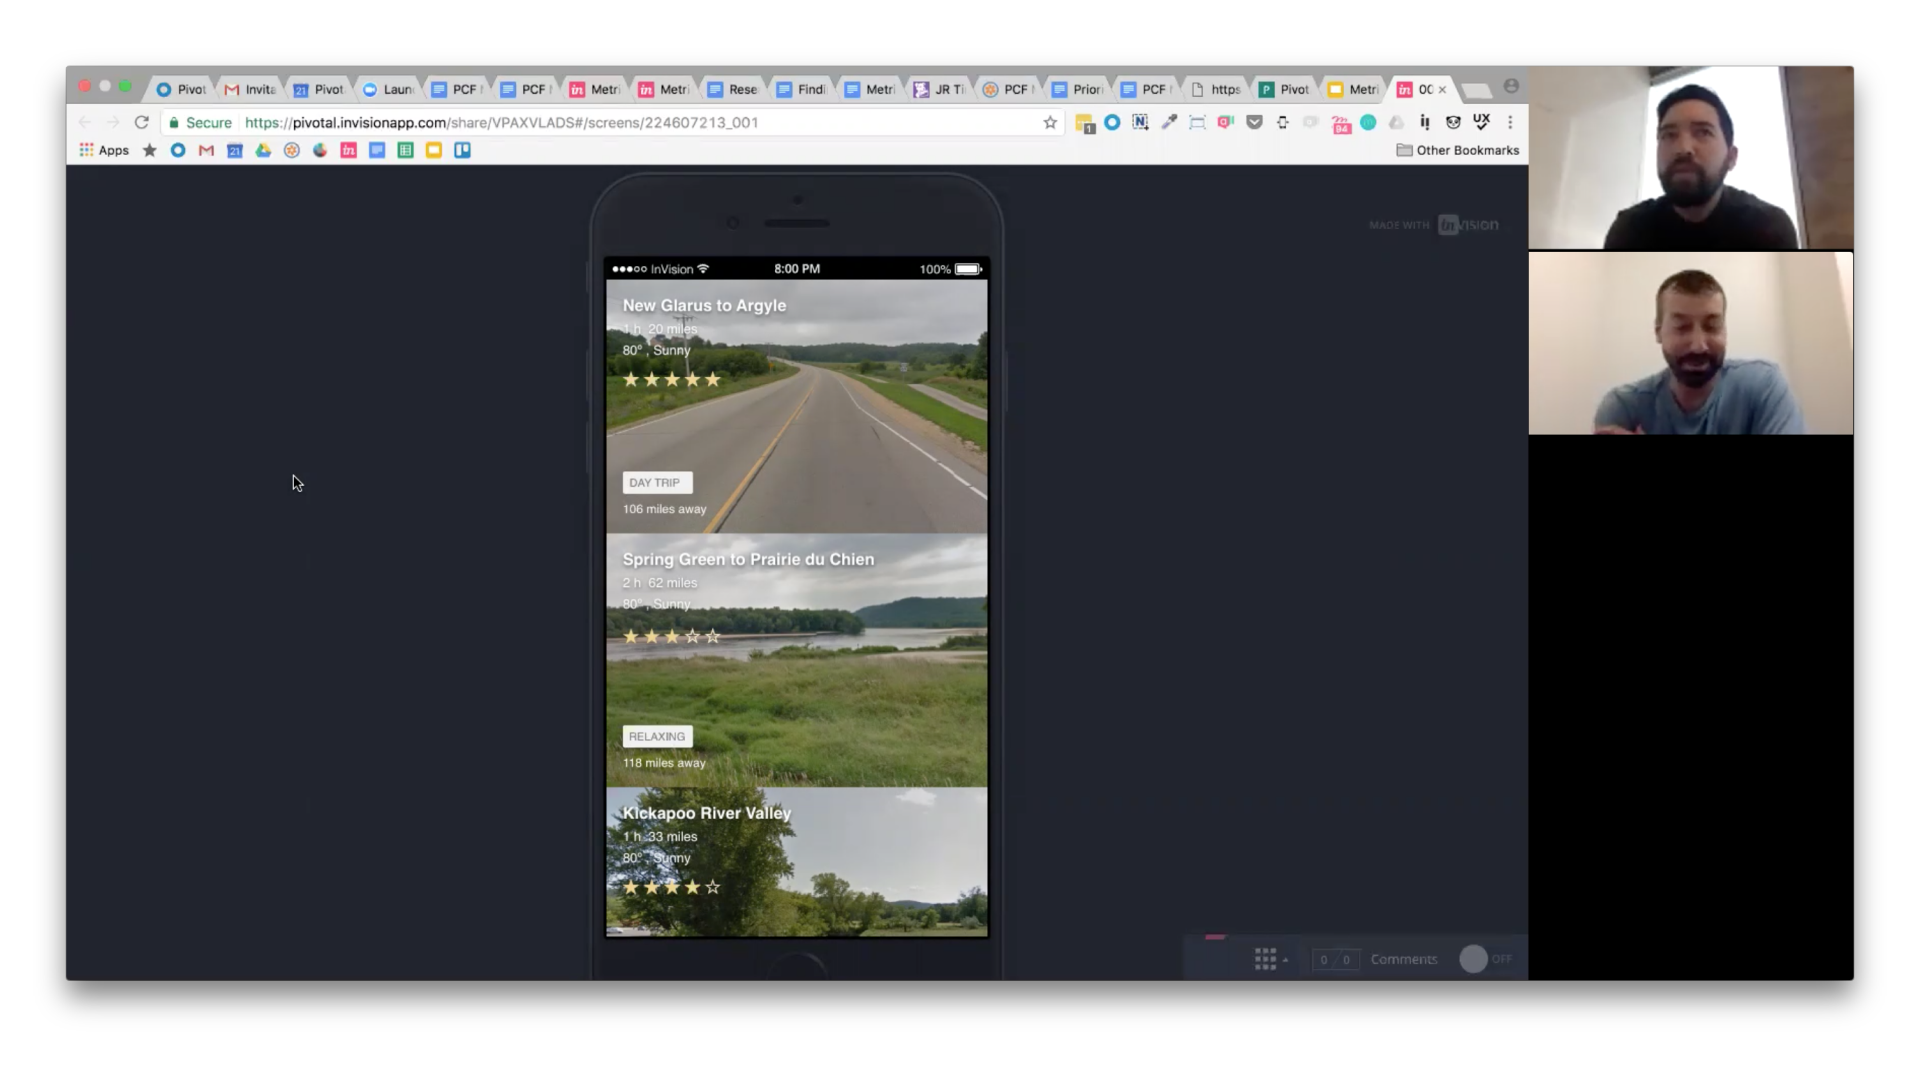 Pivot
Invita
Pivot
Laun
PCF
PCF
Metri
Metri
Rese
Findi
Metri
JR Ti
PCF
Priori
PCF
https
Pivot
Metri
00
Secure https://pivotal.invisionapp.com/share/VPAXVLADS#/screens/224607213_001
Apps
Other Bookmarks
MADE WITH in VISION
InVision 8:00 PM 100%
New Glarus to Argyle
1 h 20 miles
80°, Sunny
DAY TRIP
106 miles away
Spring Green to Prairie du Chien
2 h 62 miles
80°, Sunny
RELAXING
118 miles away
Kickapoo River Valley
1 h 33 miles
80°, Sunny
0 / 0 Comments OFF